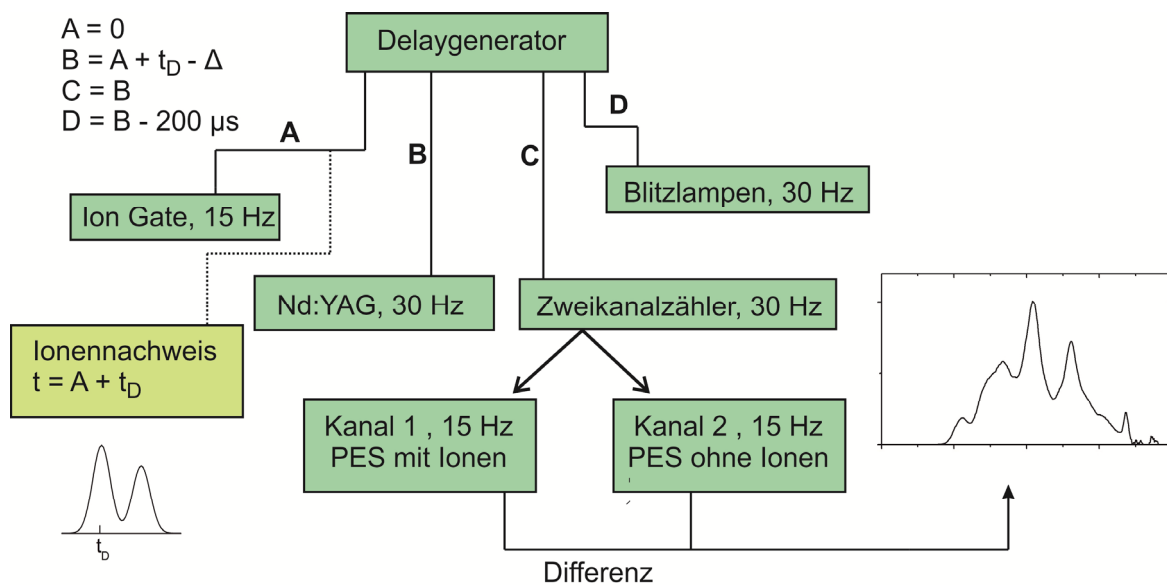 A = 0
B = A + tD - Δ
C = B
D = B - 200 µs
Delaygenerator
A
B
C
D
Ion Gate, 15 Hz
Blitzlampen, 30 Hz
Nd:YAG, 30 Hz
Zweikanalzähler, 30 Hz
Ionennachweis
t = A + tD
Kanal 1 , 15 Hz
PES mit Ionen
Kanal 2 , 15 Hz
PES ohne Ionen
tD
Differenz